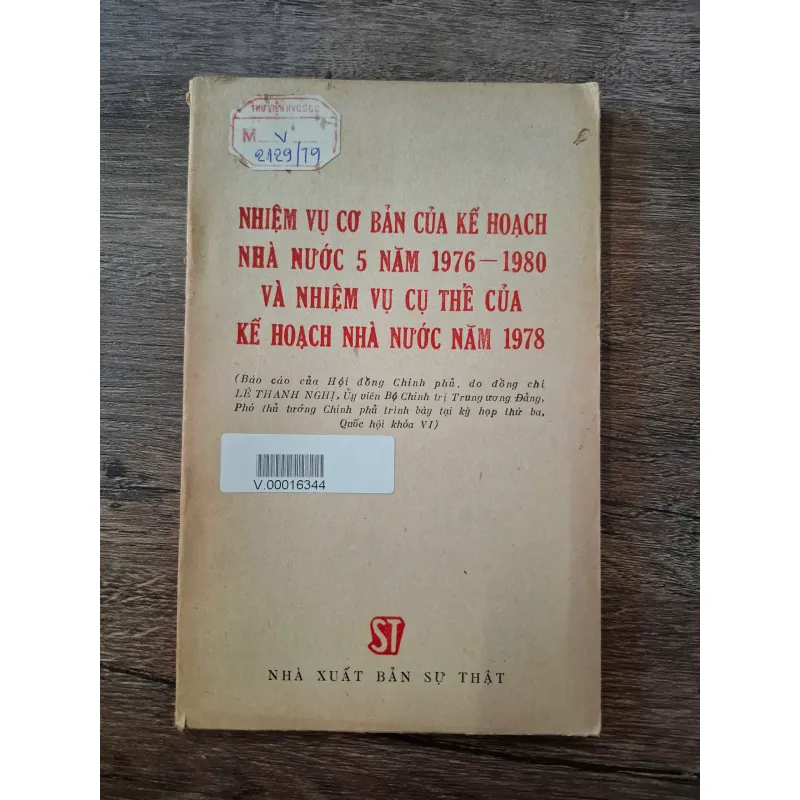 THƯ VIỆN HVCSCĐ
M V
2129/79
NHIỆM VỤ CƠ BẢN CỦA KẾ HOẠCH
NHÀ NƯỚC 5 NĂM 1976 — 1980
VÀ NHIỆM VỤ CỤ THỂ CỦA
KẾ HOẠCH NHÀ NƯỚC NĂM 1978
(Báo cáo của Hội đồng Chính phủ, do đồng chí
LÊ THANH NGHỊ, Ủy viên Bộ Chính trị Trung ương Đảng,
Phó thủ tướng Chính phủ trình bày tại kỳ họp thứ ba,
Quốc hội khóa VI)
V.00016344
ST
NHÀ XUẤT BẢN SỰ THẬT